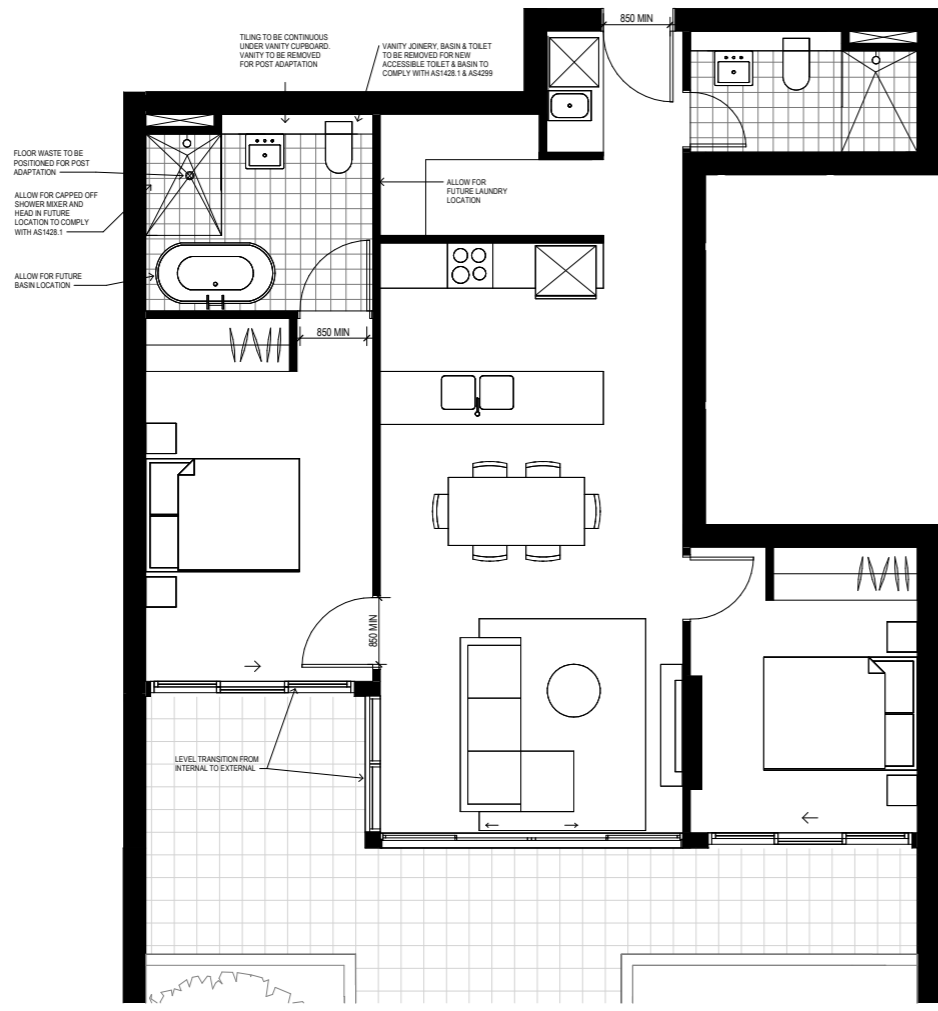 850 MIN
TILING TO BE CONTINUOUS
UNDER VANITY CUPBOARD.
VANITY TO BE REMOVED
FOR POST ADAPTATION
VANITY JOINERY, BASIN & TOILET
TO BE REMOVED FOR NEW
ACCESSIBLE TOILET & BASIN TO
COMPLY WITH AS1428.1 & AS4299
FLOOR WASTE TO BE
POSITIONED FOR POST
ADAPTATION
ALLOW FOR CAPPED OFF
SHOWER MIXER AND
HEAD IN FUTURE
LOCATION TO COMPLY
WITH AS1428.1
ALLOW FOR
FUTURE LAUNDRY
LOCATION
ALLOW FOR FUTURE
BASIN LOCATION
850 MIN
850 MIN
LEVEL TRANSITION FROM
INTERNAL TO EXTERNAL